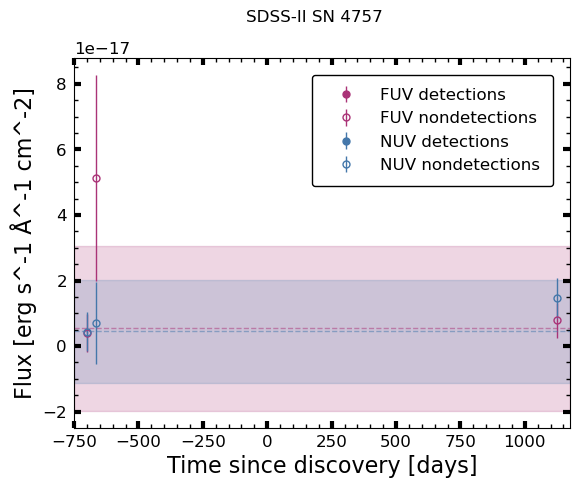 SDSS-II SN 4757
1e−17
FUV detections
FUV nondetections
NUV detections
NUV nondetections
8
6
4
2
0
−2
Flux [erg s^-1 Å^-1 cm^-2]
−750 −500 −250 0 250 500 750 1000
Time since discovery [days]